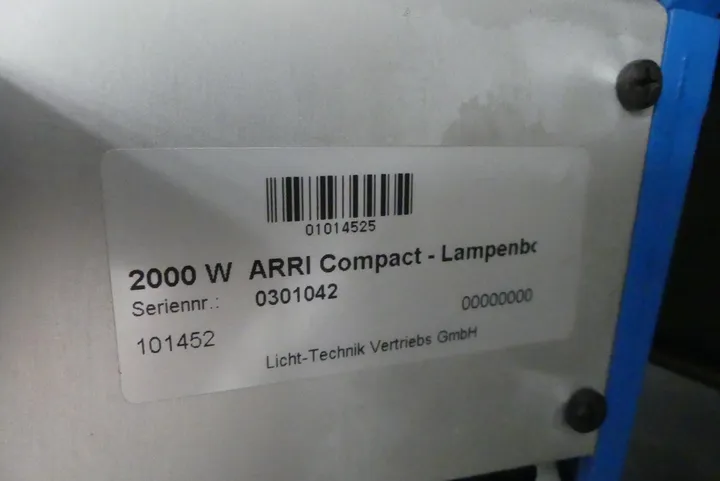 01014525
2000 W ARRI Compact - Lampenbo
Seriennr.: 0301042
00000000
101452
Licht-Technik Vertriebs GmbH